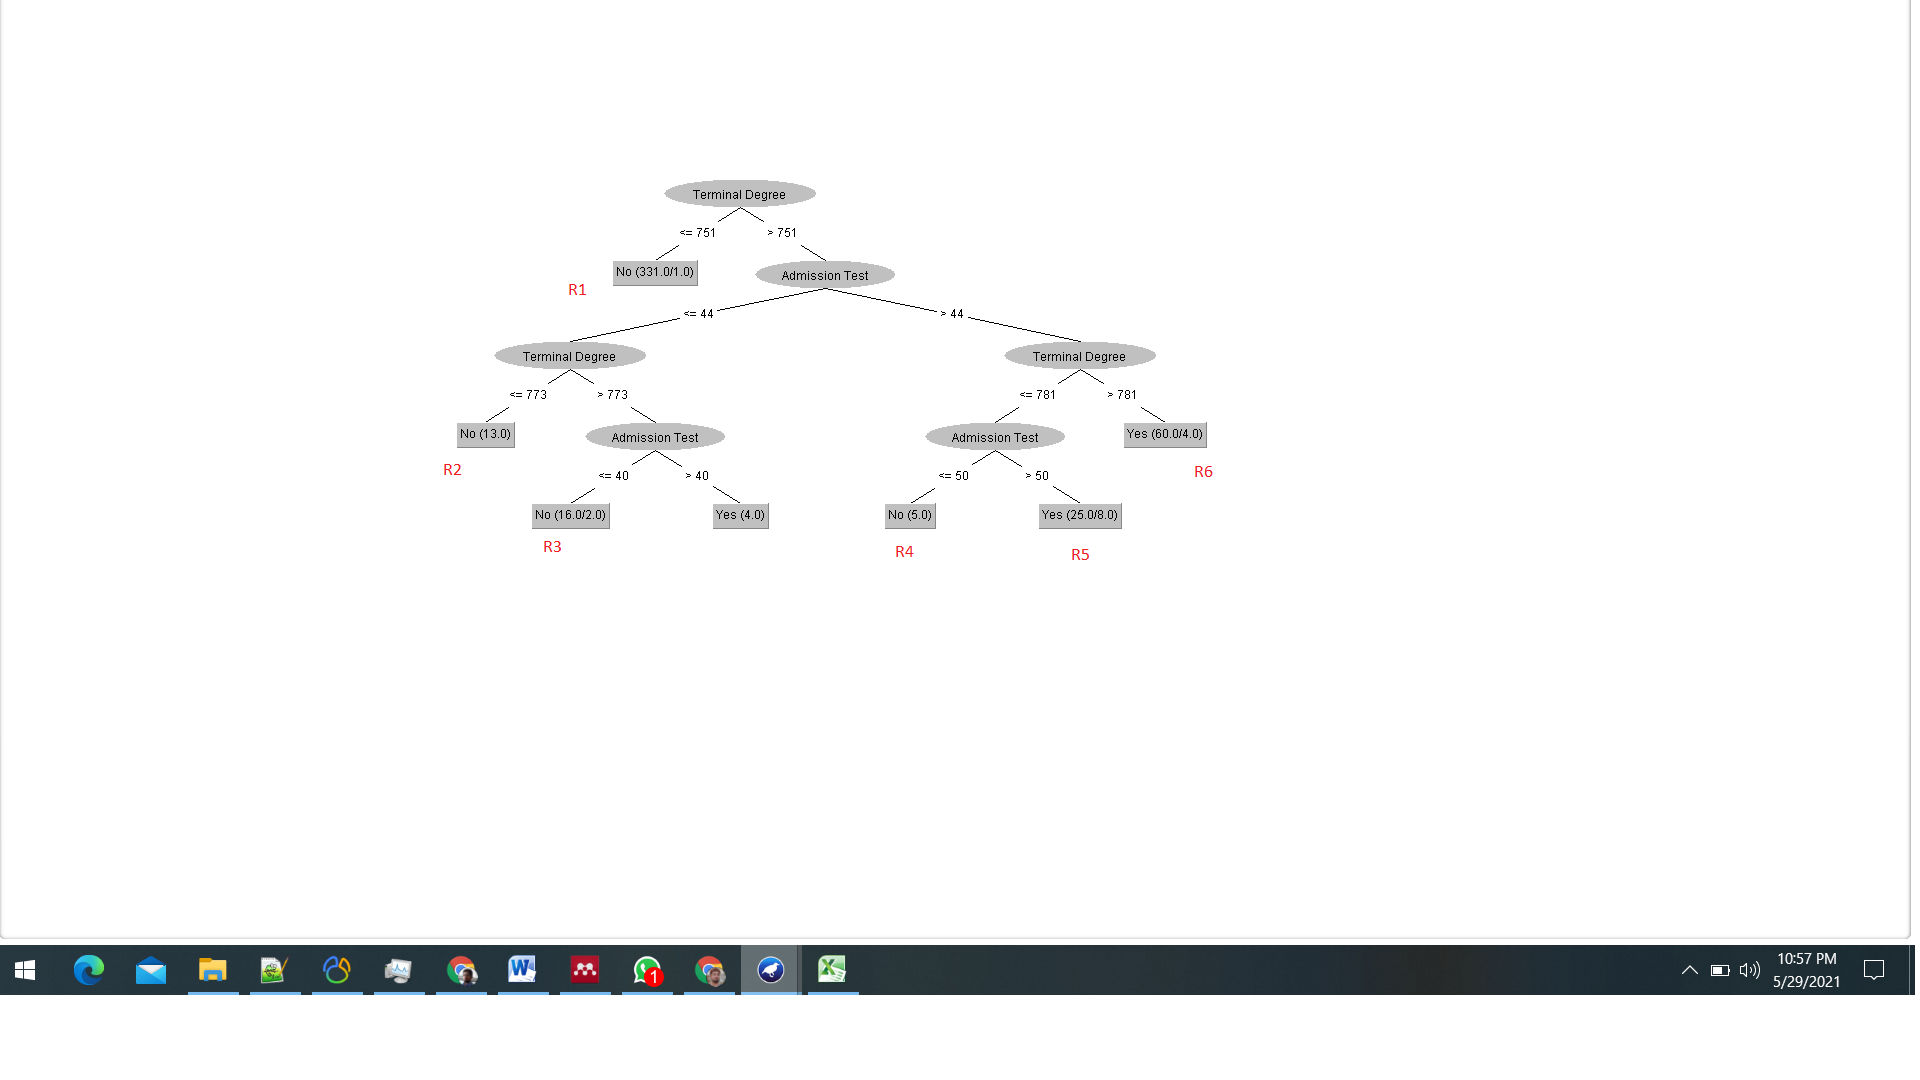 Terminal Degree
<= 751
> 751
No (331.0/1.0)
Admission Test
R1
<= 44
> 44
Terminal Degree
Terminal Degree
<= 773
> 773
<= 781
> 781
No (13.0)
Admission Test
Admission Test
Yes (60.0/4.0)
R2
R6
<= 40
> 40
<= 50
> 50
No (16.0/2.0)
Yes (4.0)
No (5.0)
Yes (25.0/8.0)
R3
R4
R5
1
10:57 PM
5/29/2021